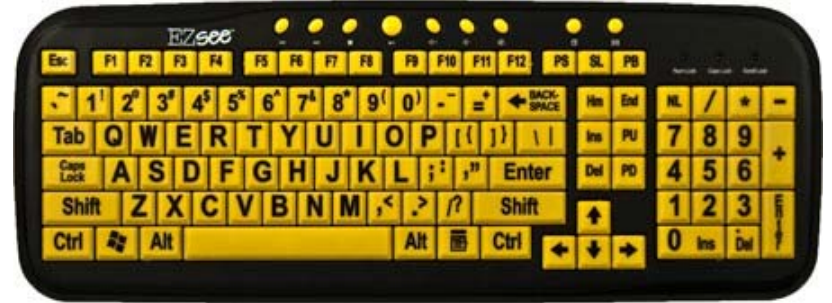 EZsee
Esc F1 F2 F3 F4 F5 F6 F7 F8 F9 F10 F11 F12 PS SL PB
`~ 1! 2@ 3# 4$ 5% 6^ 7& 8* 9( 0) -_ =+ BACK-SPACE Hm End NL / * -
Tab Q W E R T Y U I O P [{ ]} \ | Ins PU 7 8 9 +
Caps Lock A S D F G H J K L ;: ," Enter Del PD 4 5 6
Shift Z X C V B N M ,< .> /? Shift 1 2 3 Enter
Ctrl Alt Alt Ctrl 0 Ins Del